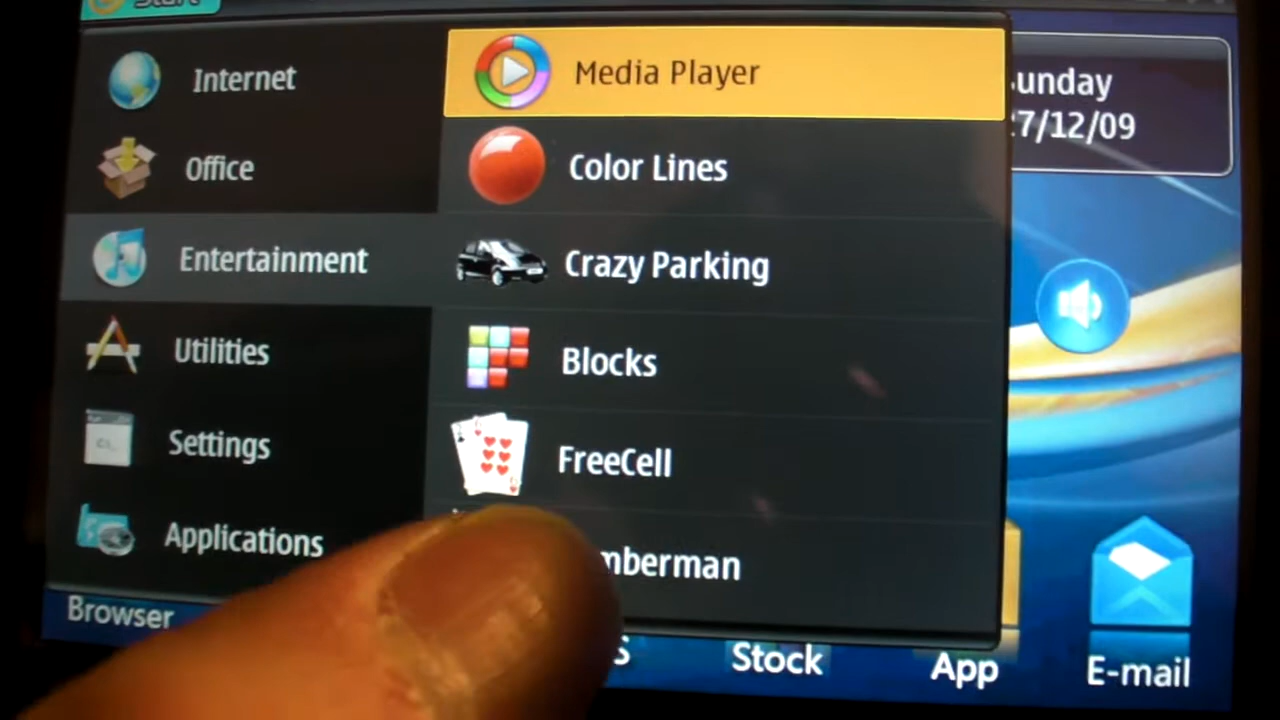 Start
Internet
Office
Entertainment
Utilities
Settings
Applications
Media Player
Color Lines
Crazy Parking
Blocks
FreeCell
mberman
unday
7/12/09
Browser
S
Stock
App
E-mail